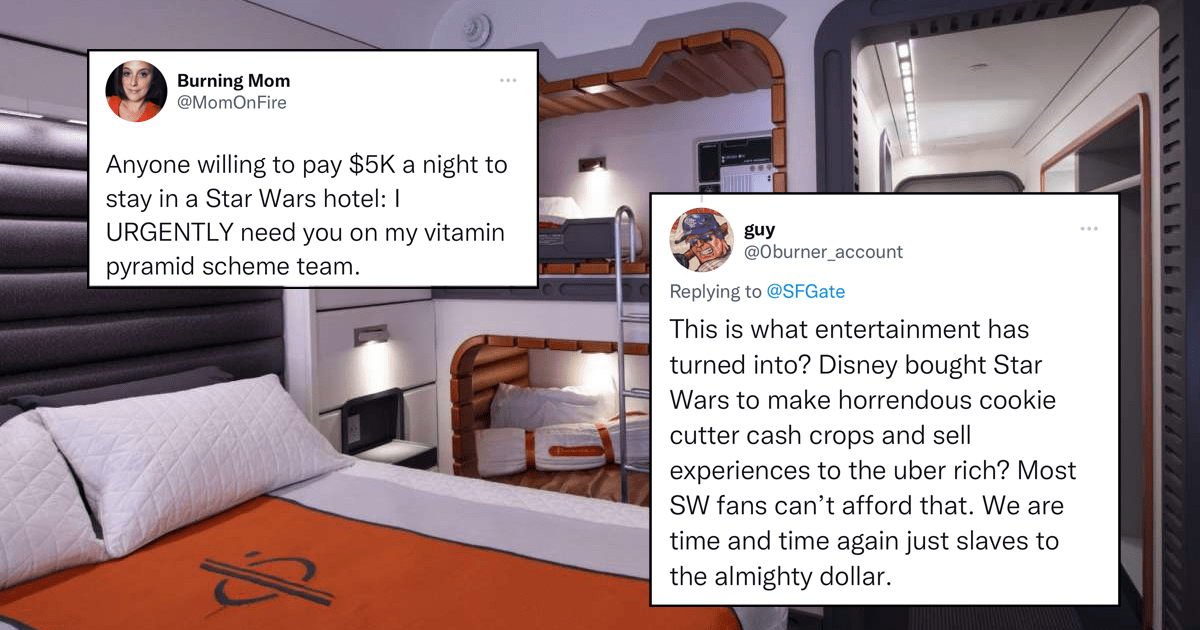 Burning Mom
@MomOnFire
Anyone willing to pay $5K a night to
stay in a Star Wars hotel: I
URGENTLY need you on my vitamin
pyramid scheme team.
guy
@0burner_account
Replying to @SFGate
This is what entertainment has
turned into? Disney bought Star
Wars to make horrendous cookie
cutter cash crops and sell
experiences to the uber rich? Most
SW fans can’t afford that. We are
time and time again just slaves to
the almighty dollar.